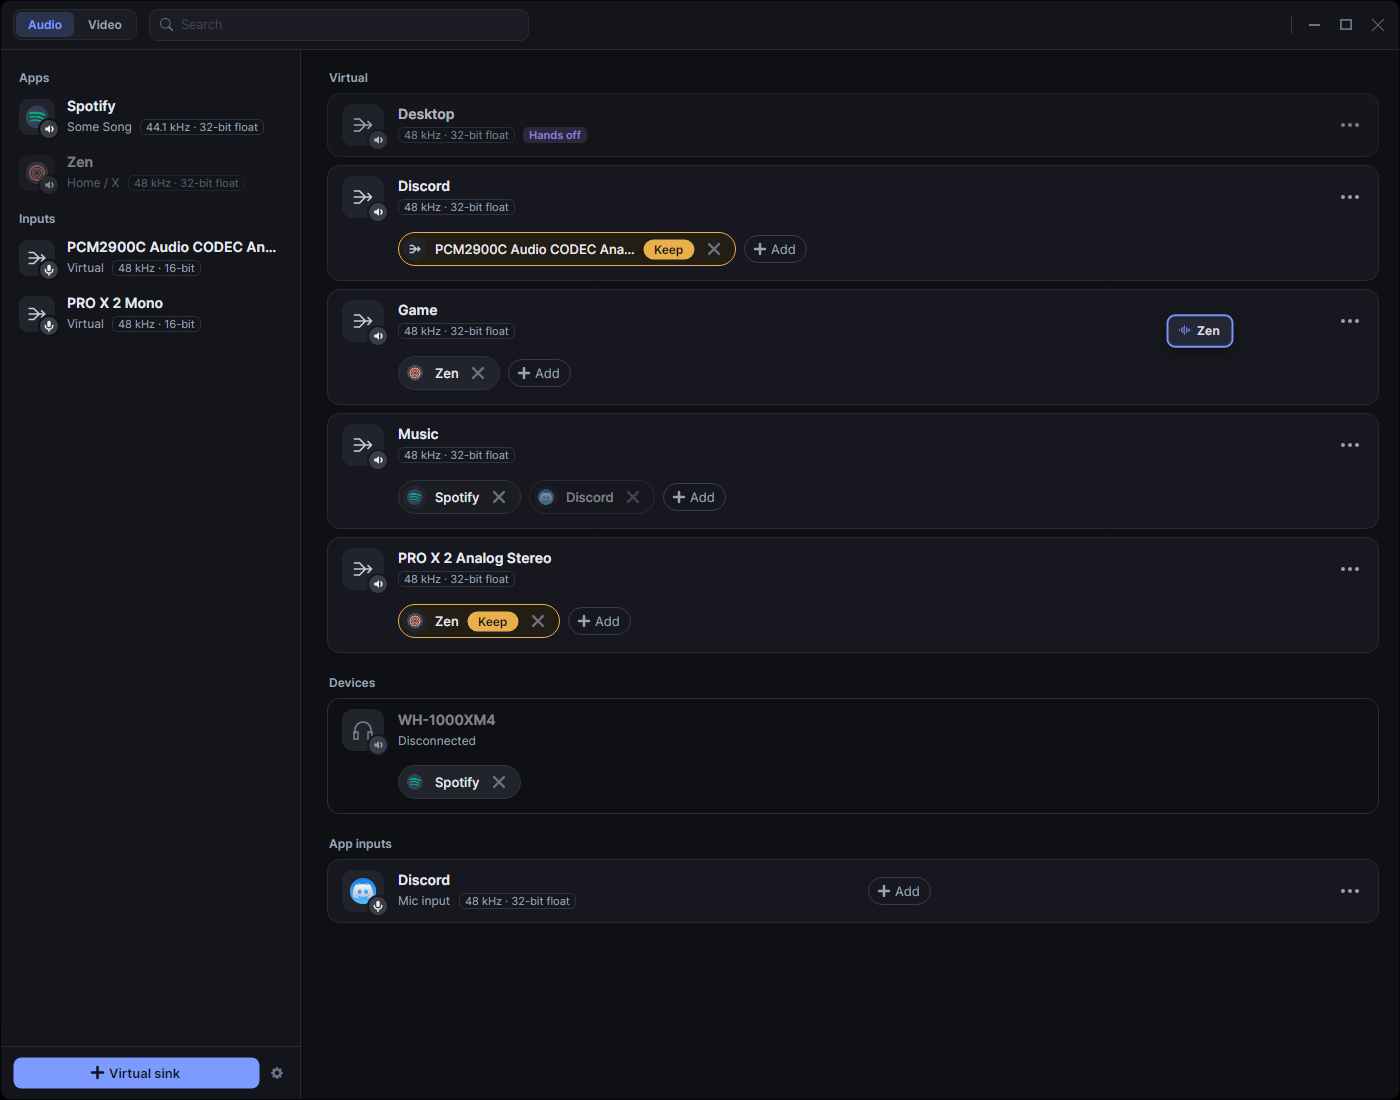 Audio
Video
Search
Apps
Spotify
Some Song 44.1 kHz · 32-bit float
Zen
Home / X 48 kHz · 32-bit float
Inputs
PCM2900C Audio CODEC An...
Virtual 48 kHz · 16-bit
PRO X 2 Mono
Virtual 48 kHz · 16-bit
Virtual sink
Virtual
Desktop
48 kHz · 32-bit float Hands off
Discord
48 kHz · 32-bit float
PCM2900C Audio CODEC Ana... Keep Add
Game
48 kHz · 32-bit float
Zen
Zen Add
Music
48 kHz · 32-bit float
Spotify Discord Add
PRO X 2 Analog Stereo
48 kHz · 32-bit float
Zen Keep Add
Devices
WH-1000XM4
Disconnected
Spotify
App inputs
Discord
Mic input 48 kHz · 32-bit float
Add